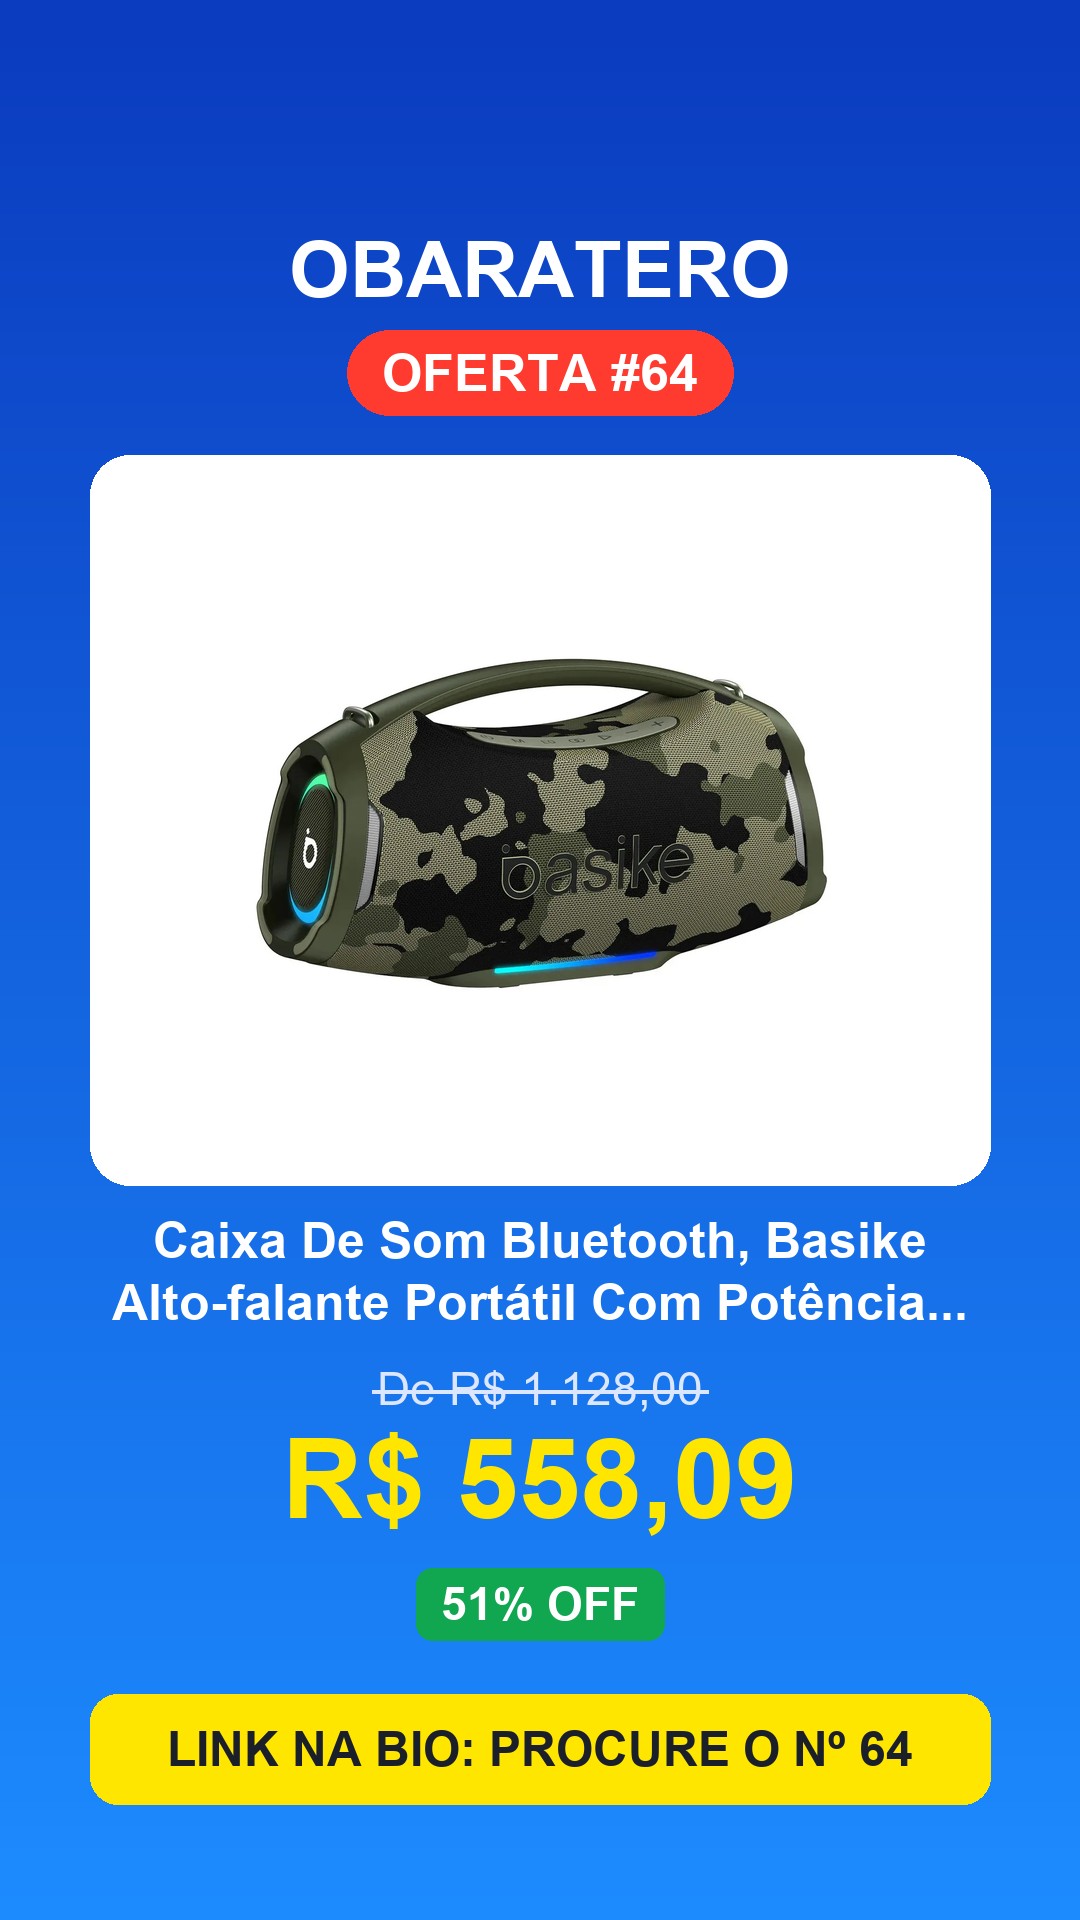 OBARATERO
OFERTA #64
basike
Caixa De Som Bluetooth, Basike
Alto-falante Portátil Com Potência...
De R$ 1.128,00
R$ 558,09
51% OFF
LINK NA BIO: PROCURE O Nº 64